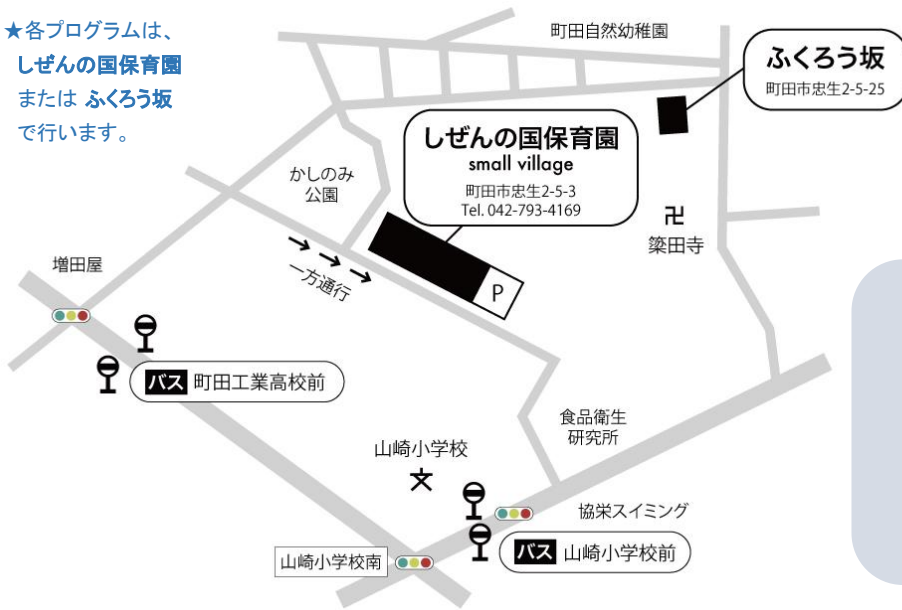 ★各プログラムは、
しぜんの国保育園
または ふくろう坂
で行います。
町田自然幼稚園
ふくろう坂
町田市忠生2-5-25
しぜんの国保育園
small village
町田市忠生2-5-3
Tel. 042-793-4169
かしのみ
公園
卍
簗田寺
一方通行
P
増田屋
バス 町田工業高校前
食品衛生
研究所
山崎小学校
文
協栄スイミング
バス 山崎小学校前
山崎小学校南